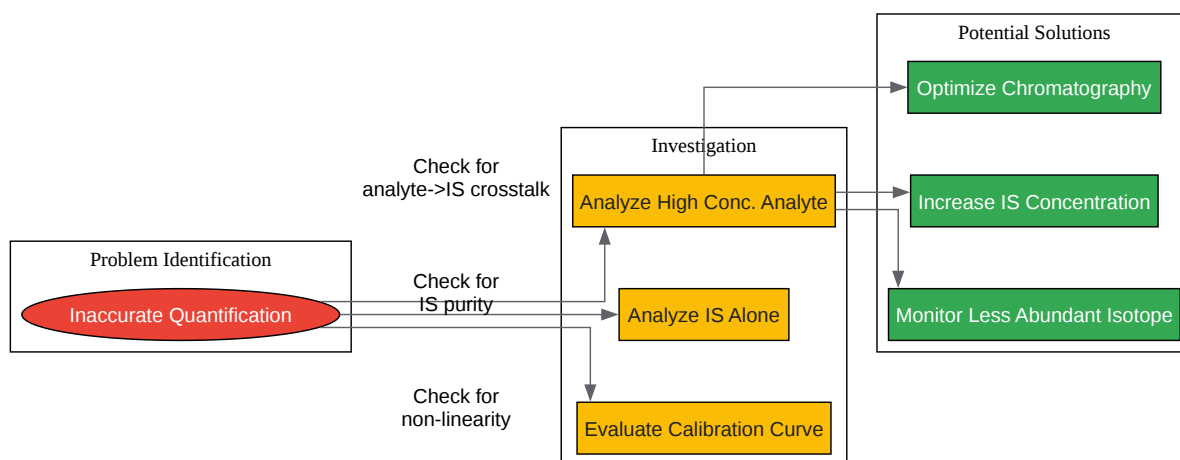 Problem Identification
Inaccurate Quantification
Check for
analyte->IS crosstalk
Check for
IS purity
Check for
non-linearity
Investigation
Analyze High Conc. Analyte
Analyze IS Alone
Evaluate Calibration Curve
Potential Solutions
Optimize Chromatography
Increase IS Concentration
Monitor Less Abundant Isotope